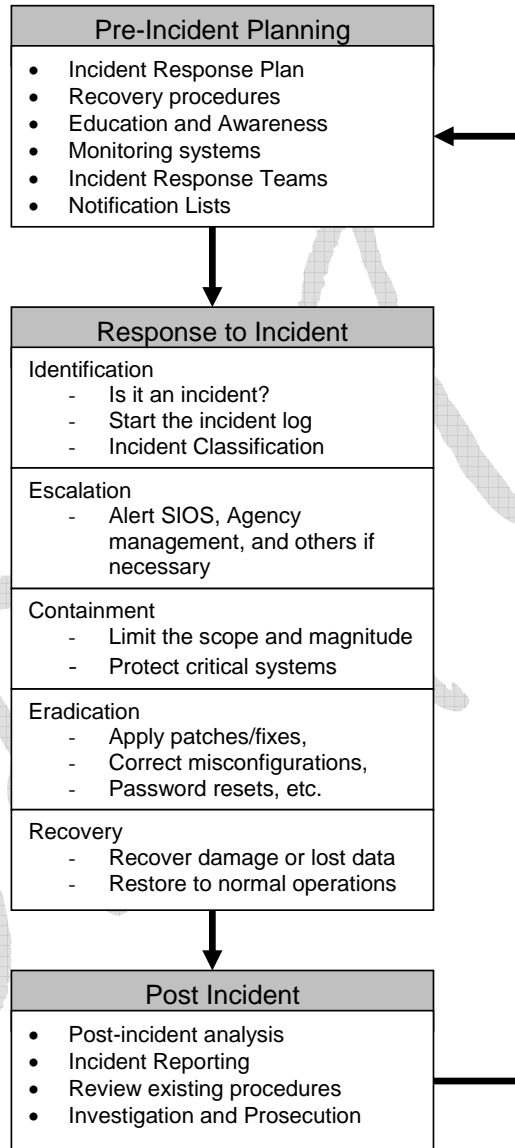 Pre-Incident Planning
• Incident Response Plan
• Recovery procedures
• Education and Awareness
• Monitoring systems
• Incident Response Teams
• Notification Lists
Response to Incident
Identification
- Is it an incident?
- Start the incident log
- Incident Classification
Escalation
- Alert SIOS, Agency
management, and others if
necessary
Containment
- Limit the scope and magnitude
- Protect critical systems
Eradication
- Apply patches/fixes,
- Correct misconfigurations,
- Password resets, etc.
Recovery
- Recover damage or lost data
- Restore to normal operations
Post Incident
• Post-incident analysis
• Incident Reporting
• Review existing procedures
• Investigation and Prosecution